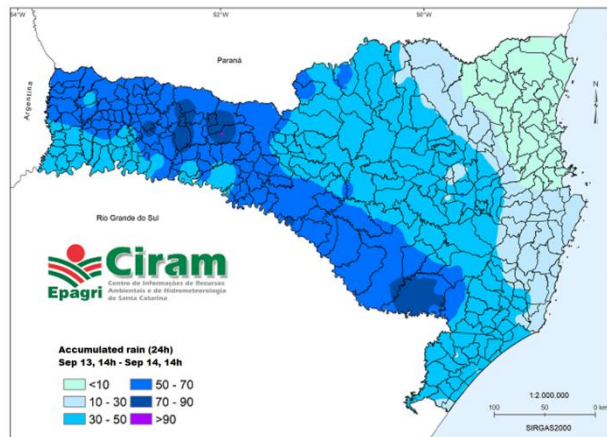 54°W
52°W
50°W
Paraná
Argentina
N
Rio Grande do Sul
Ciram
Epagri
Centro de Informações de Recursos
Ambientais e de Hidrometeorologia
de Santa Catarina
Accumulated rain (24h)
Sep 13, 14h - Sep 14, 14h
<10
50 - 70
10 - 30
70 - 90
30 - 50
>90
1:2.000.000
100 50 0 km
SIRGAS2000